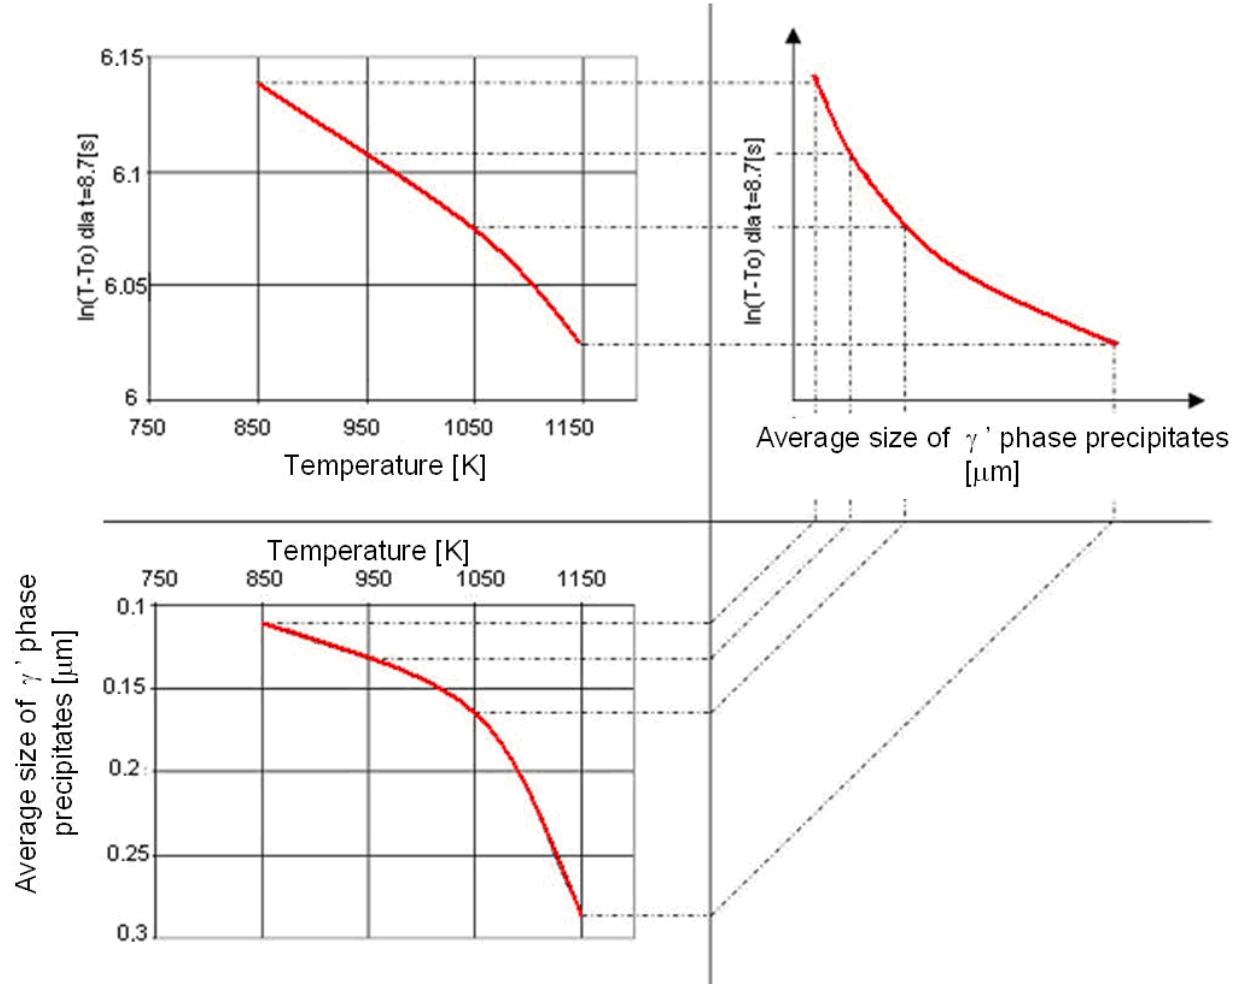 6.15
6.1
6.05
6
ln(T-To) dla t=8.7[s]
750 850 950 1050 1150
Temperature [K]
ln(T-To) dla t=8.7[s]
Average size of γ ’ phase precipitates
[μm]
Temperature [K]
750 850 950 1050 1150
0.1
0.15
0.2
0.25
0.3
Average size of γ ’ phase
precipitates [μm]